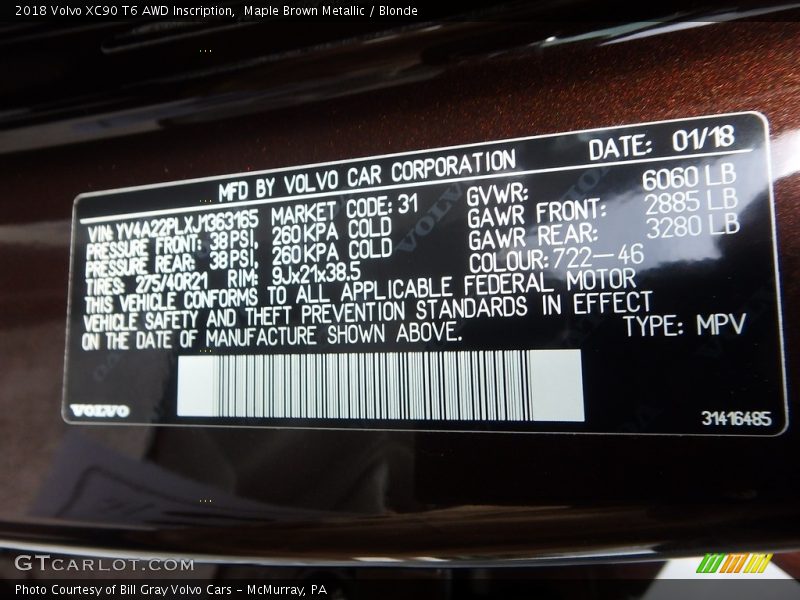 2018 Volvo XC90 T6 AWD Inscription, Maple Brown Metallic / Blonde
MFD BY VOLVO CAR CORPORATION DATE: 01/18
VIN: YV4A22PLXJ1363165 MARKET CODE: 31 GVWR: 6060 LB
PRESSURE FRONT: 38 PSI, 260 KPA COLD GAWR FRONT: 2885 LB
PRESSURE REAR: 38 PSI, 260 KPA COLD GAWR REAR: 3280 LB
TIRES: 275/40R21 RIM: 9Jx21x38.5 COLOUR: 722-46
THIS VEHICLE CONFORMS TO ALL APPLICABLE FEDERAL MOTOR
VEHICLE SAFETY AND THEFT PREVENTION STANDARDS IN EFFECT
ON THE DATE OF MANUFACTURE SHOWN ABOVE. TYPE: MPV
VOLVO 31416485
GTCARLOT.COM
Photo Courtesy of Bill Gray Volvo Cars - McMurray, PA